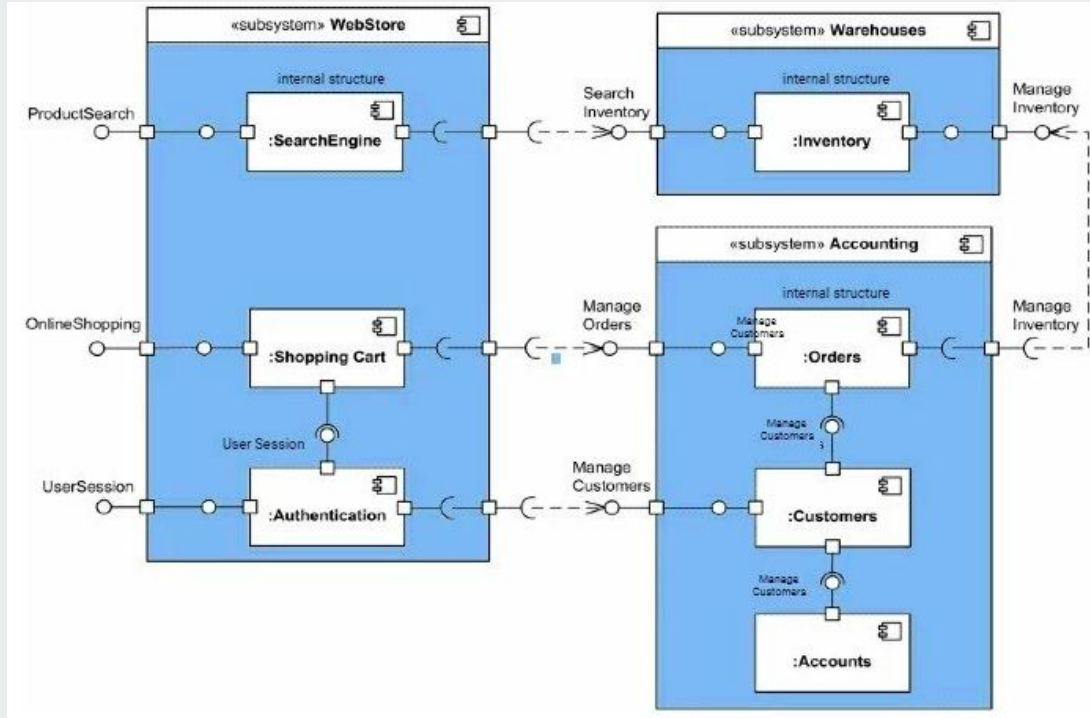 «subsystem» WebStore
internal structure
ProductSearch
:SearchEngine
Search
Inventory
«subsystem» Warehouses
internal structure
:Inventory
Manage
Inventory
OnlineShopping
:Shopping Cart
User Session
UserSession
:Authentication
Manage
Orders
Manage
Customers
«subsystem» Accounting
internal structure
Manage
Customers
:Orders
Manage
Inventory
Manage
Customers
s
:Customers
Manage
Customers
:Accounts